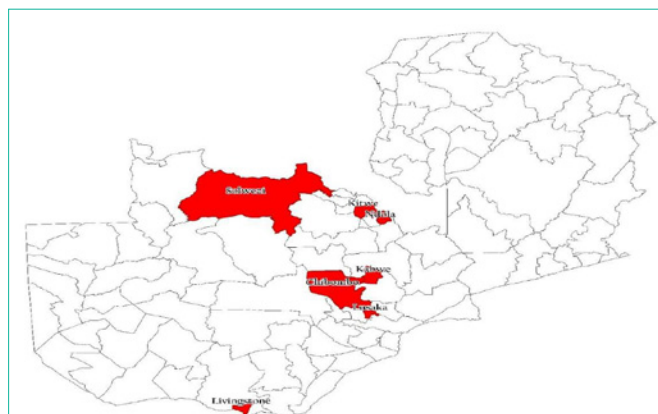 Solwezi
Kitwe
Ndola
Kabwe
Chibombo
Lusaka
Livingstone